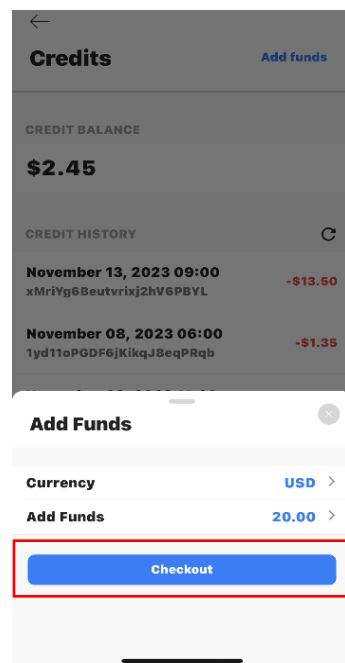 Credits
Add funds
CREDIT BALANCE
$2.45
CREDIT HISTORY
November 13, 2023 09:00
xMriYg6Beutvrixj2hV6PBYL
-$13.50
November 08, 2023 06:00
1yd11oPGDF6jKikqJ8eqPRqb
-$1.35
Add Funds
Currency
USD
Add Funds
20.00
Checkout